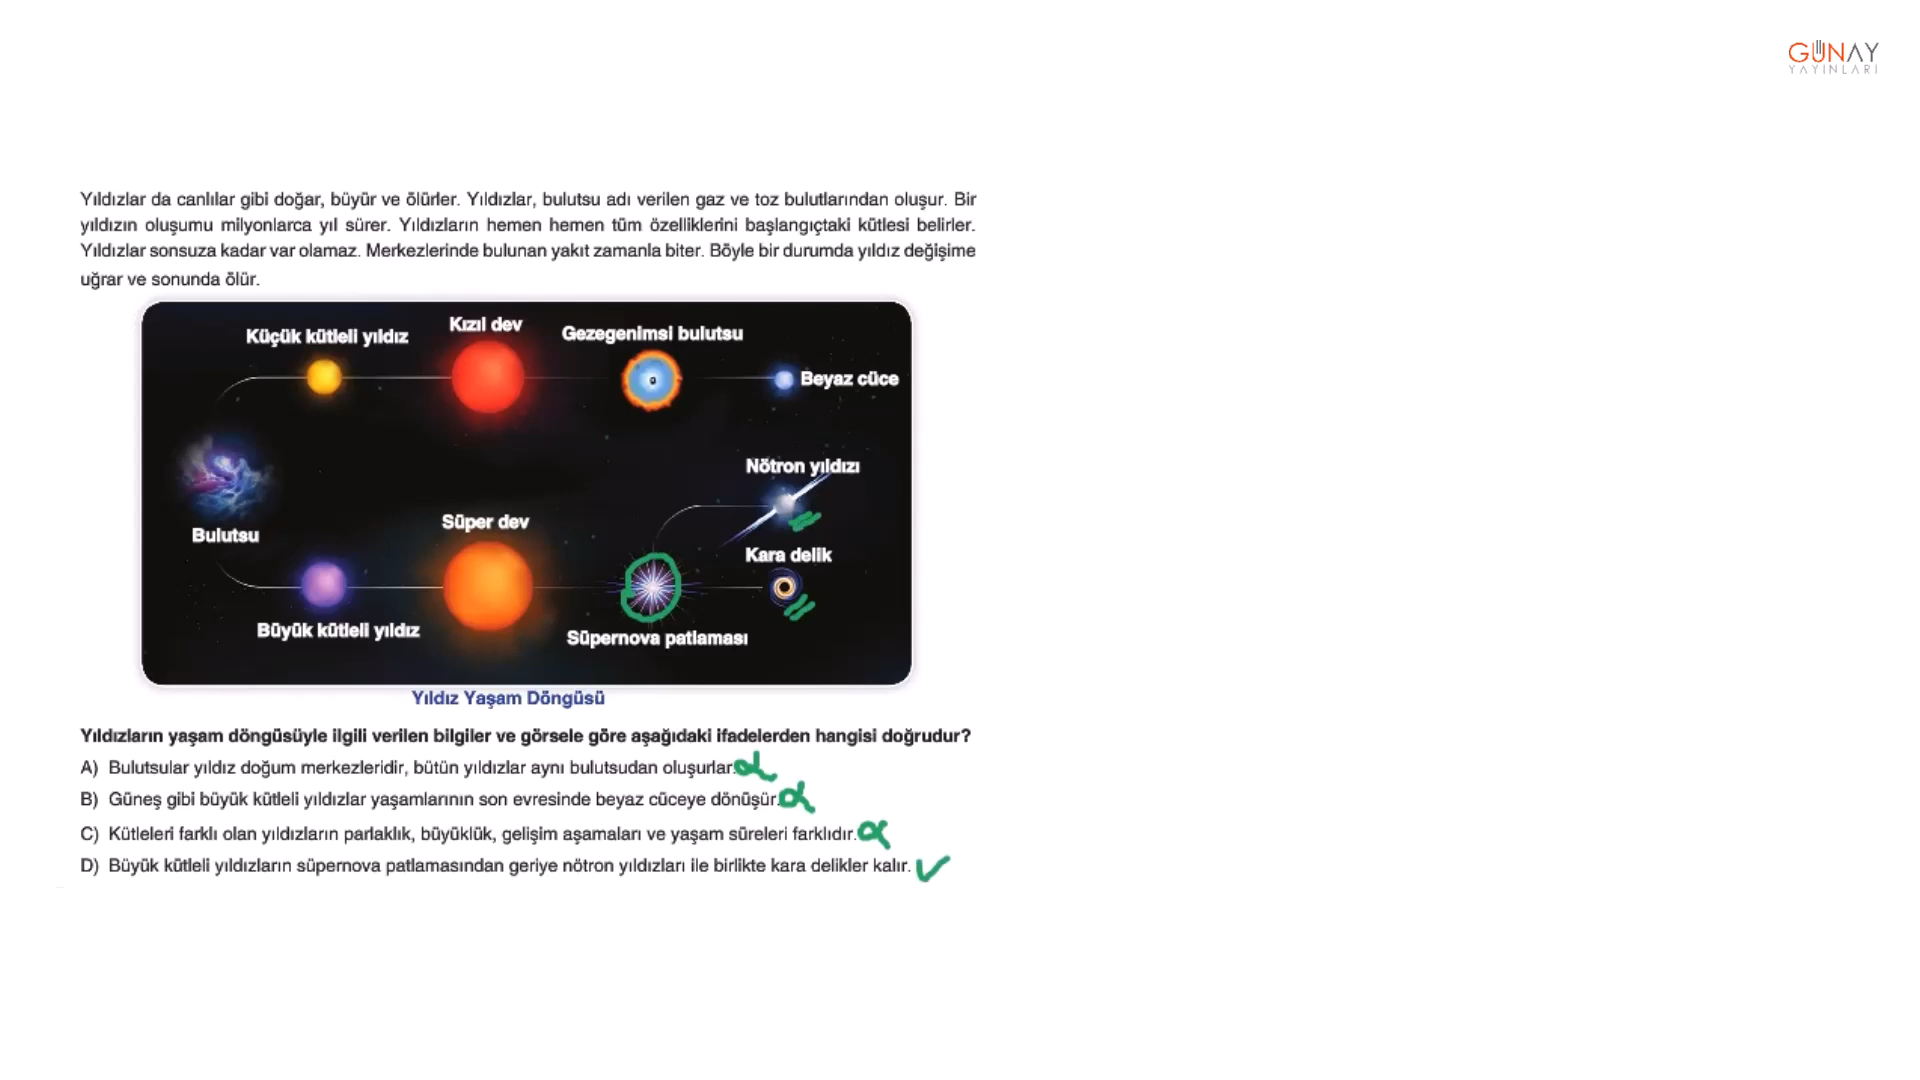 GÜNAY
YAYINLARI
Yıldızlar da canlılar gibi doğar, büyür ve ölürler. Yıldızlar, bulutsu adı verilen gaz ve toz bulutlarından oluşur. Bir
yıldızın oluşumu milyonlarca yıl sürer. Yıldızların hemen hemen tüm özelliklerini başlangıçtaki kütlesi belirler.
Yıldızlar sonsuza kadar var olamaz. Merkezlerinde bulunan yakıt zamanla biter. Böyle bir durumda yıldız değişime
uğrar ve sonunda ölür.
Küçük kütleli yıldız
Kızıl dev
Gezegenimsi bulutsu
Beyaz cüce
Nötron yıldızı
Bulutsu
Süper dev
Kara delik
Büyük kütleli yıldız
Süpernova patlaması
Yıldız Yaşam Döngüsü
Yıldızların yaşam döngüsüyle ilgili verilen bilgiler ve görsele göre aşağıdaki ifadelerden hangisi doğrudur?
A) Bulutsular yıldız doğum merkezleridir, bütün yıldızlar aynı bulutsudan oluşurlar.
B) Güneş gibi büyük kütleli yıldızlar yaşamlarının son evresinde beyaz cüceye dönüşür.
C) Kütleleri farklı olan yıldızların parlaklık, büyüklük, gelişim aşamaları ve yaşam süreleri farklıdır.
D) Büyük kütleli yıldızların süpernova patlamasından geriye nötron yıldızları ile birlikte kara delikler kalır.